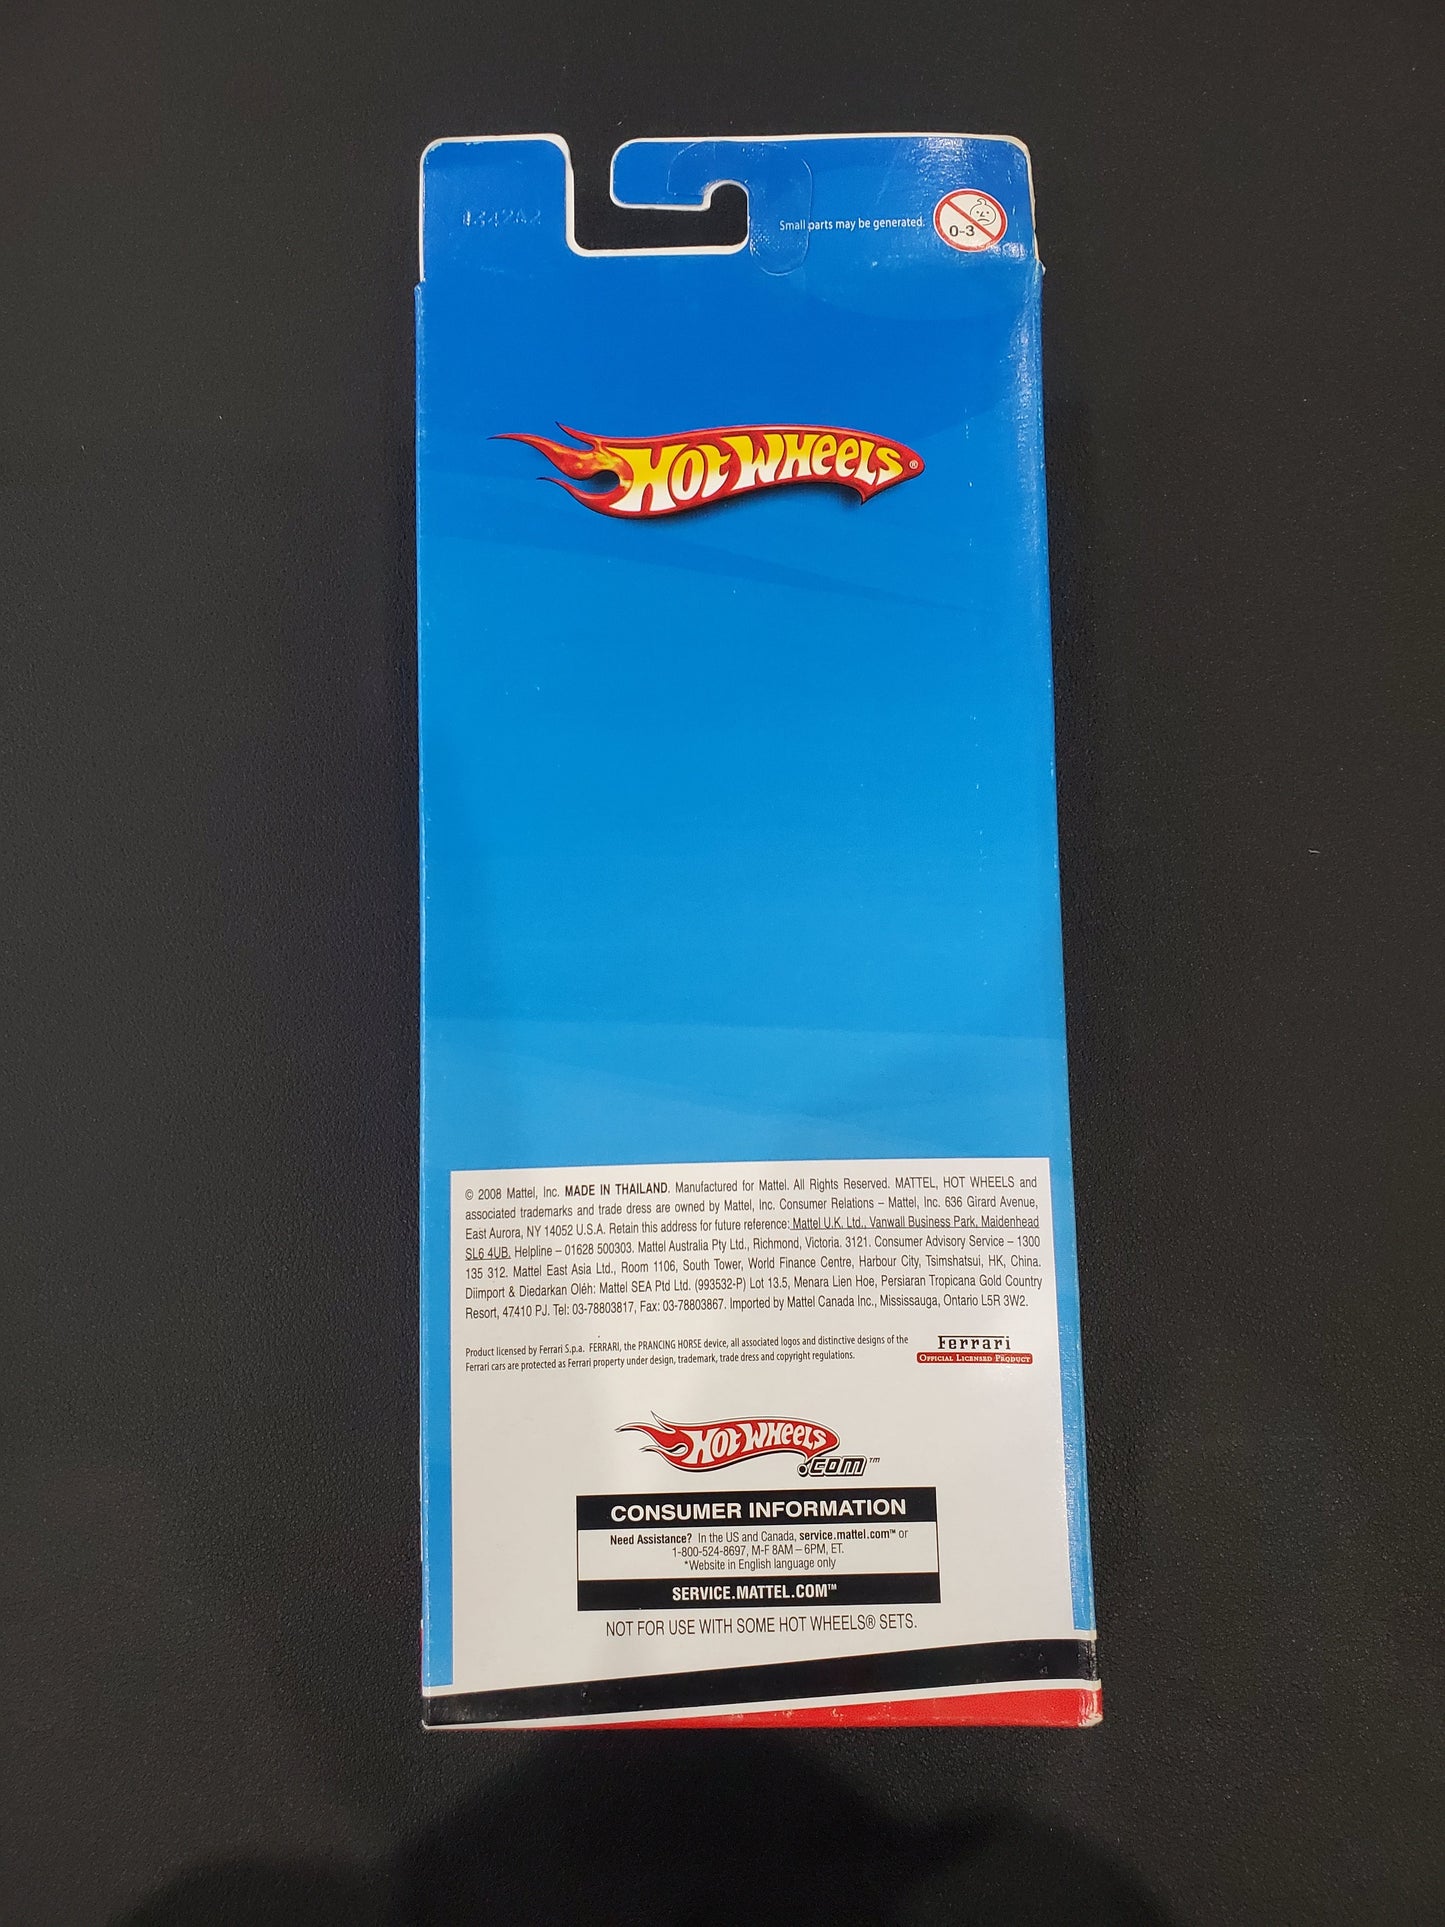 Small parts may be generated.
0-3
HOT WHEELS®
© 2008 Mattel, Inc. MADE IN THAILAND. Manufactured for Mattel. All Rights Reserved. MATTEL, HOT WHEELS and
associated trademarks and trade dress are owned by Mattel, Inc. Consumer Relations – Mattel, Inc. 636 Girard Avenue,
East Aurora, NY 14052 U.S.A. Retain this address for future reference: Mattel U.K. Ltd., Vanwall Business Park, Maidenhead
SL6 4UB. Helpline – 01628 500303. Mattel Australia Pty Ltd., Richmond, Victoria. 3121. Consumer Advisory Service – 1300
135 312. Mattel East Asia Ltd., Room 1106, South Tower, World Finance Centre, Harbour City, Tsimshatsui, HK, China.
Diimport & Diedarkan Oléh: Mattel SEA Ptd Ltd. (993532-P) Lot 13.5, Menara Lien Hoe, Persiaran Tropicana Gold Country
Resort, 47410 PJ. Tel: 03-78803817, Fax: 03-78803867. Imported by Mattel Canada Inc., Mississauga, Ontario L5R 3W2.
Product licensed by Ferrari S.p.a. FERRARI, the PRANCING HORSE device, all associated logos and distinctive designs of the
Ferrari cars are protected as Ferrari property under design, trademark, trade dress and copyright regulations.
Ferrari
OFFICIAL LICENSED PRODUCT
HOT WHEELS
.COM™
CONSUMER INFORMATION
Need Assistance? In the US and Canada, service.mattel.com™ or
1-800-524-8697, M-F 8AM – 6PM, ET.
*Website in English language only
SERVICE.MATTEL.COM™
NOT FOR USE WITH SOME HOT WHEELS® SETS.